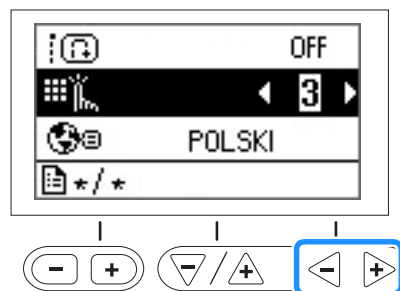 OFF
3
POLSKI
*/*
- +
- / +
- +